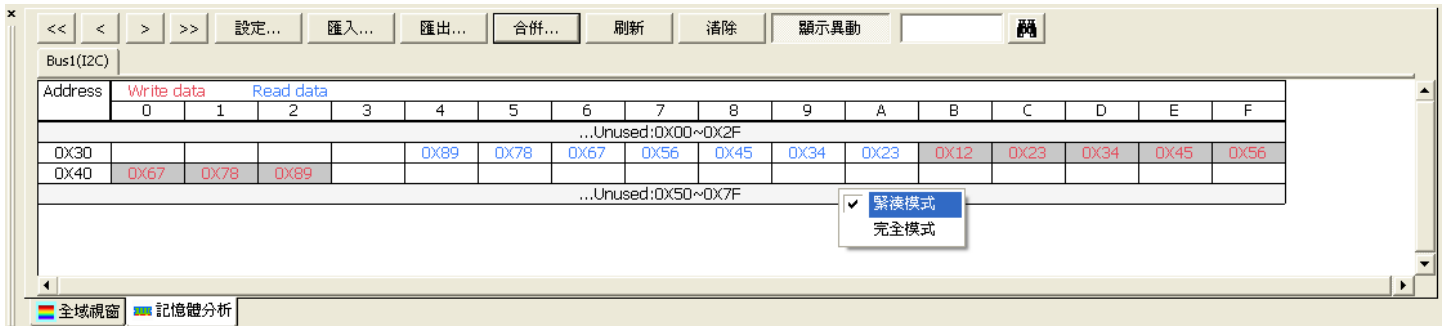 << < > >> 設定... 匯入... 匯出... 合併... 刷新 清除 顯示異動
Bus1(I2C)
Address Write data Read data
0 1 2 3 4 5 6 7 8 9 A B C D E F
...Unused:0X00~0X2F
0X30 0X89 0X78 0X67 0X56 0X45 0X34 0X23 0X12 0X23 0X34 0X45 0X56
0X40 0X67 0X78 0X89
...Unused:0X50~0X7F
緊湊模式
完全模式
全域視窗 記憶體分析